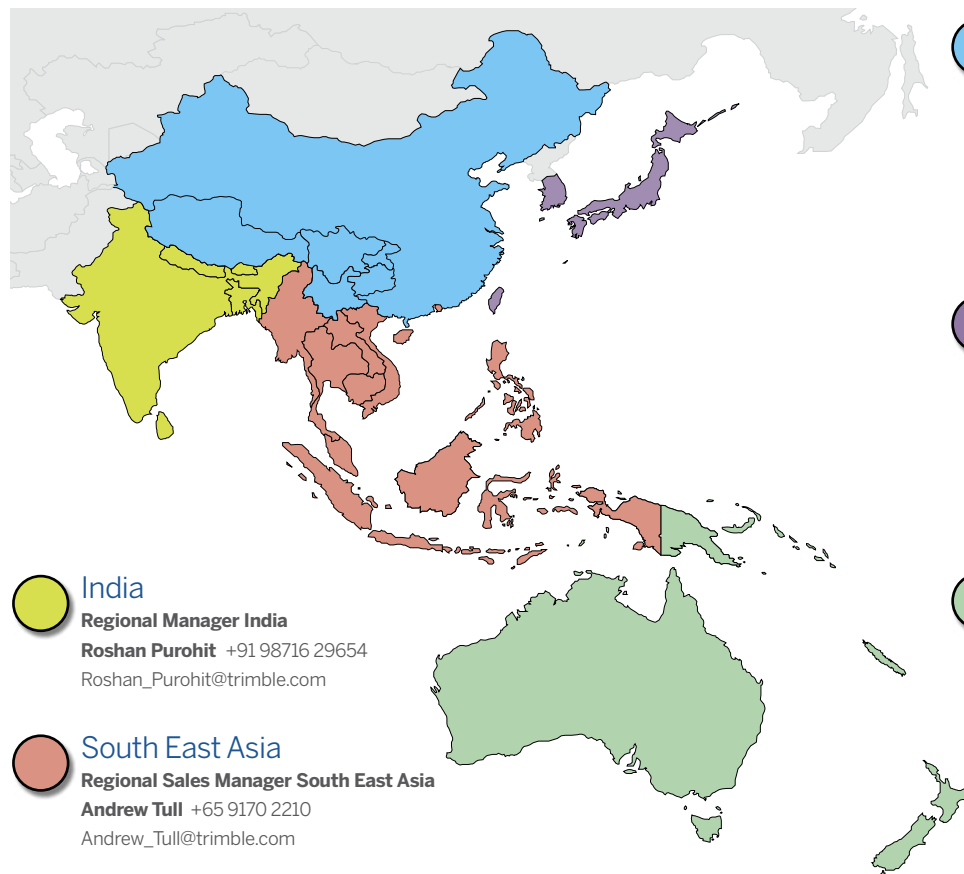 India
Regional Manager India
Roshan Purohit +91 98716 29654
Roshan_Purohit@trimble.com
South East Asia
Regional Sales Manager South East Asia
Andrew Tull +65 9170 2210
Andrew_Tull@trimble.com